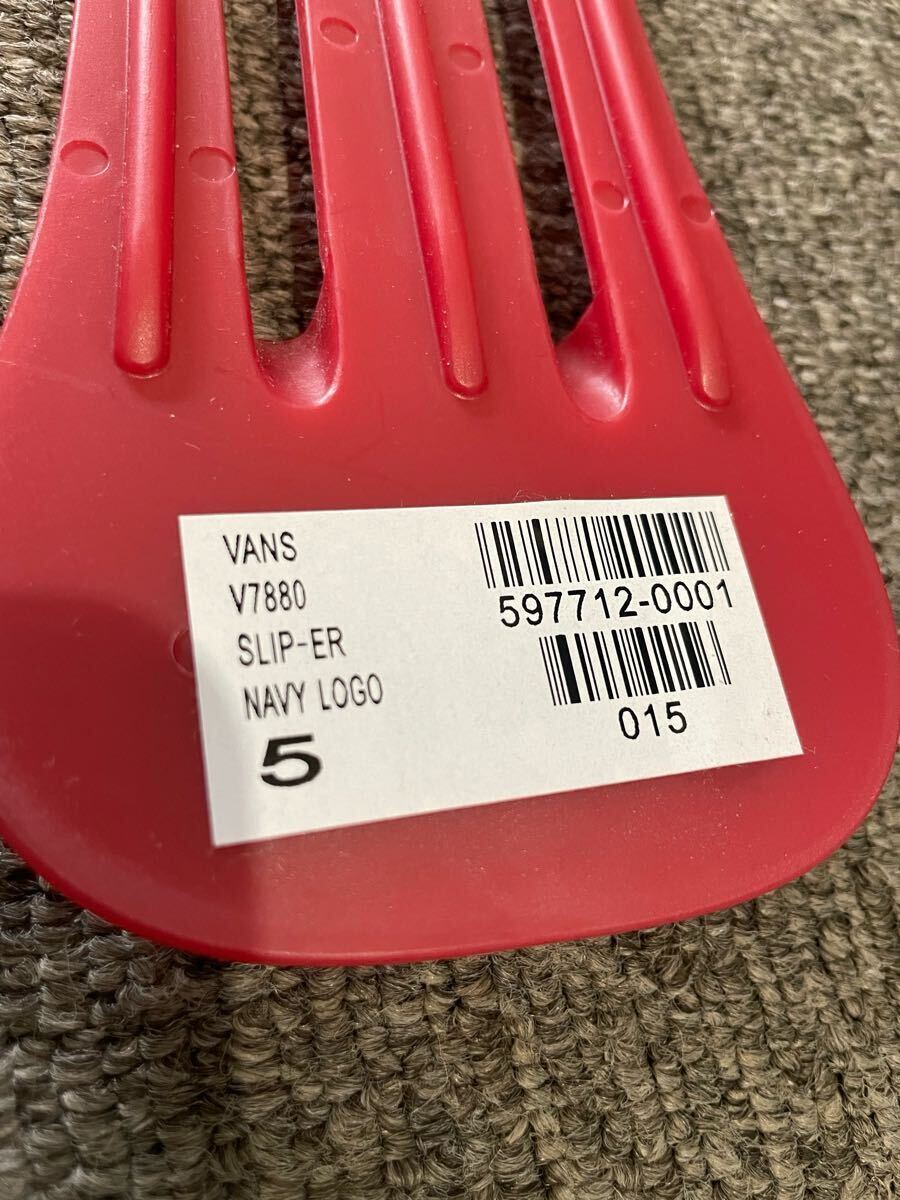 VANS
V7880
SLIP-ER
NAVY LOGO
5
597712-0001
015